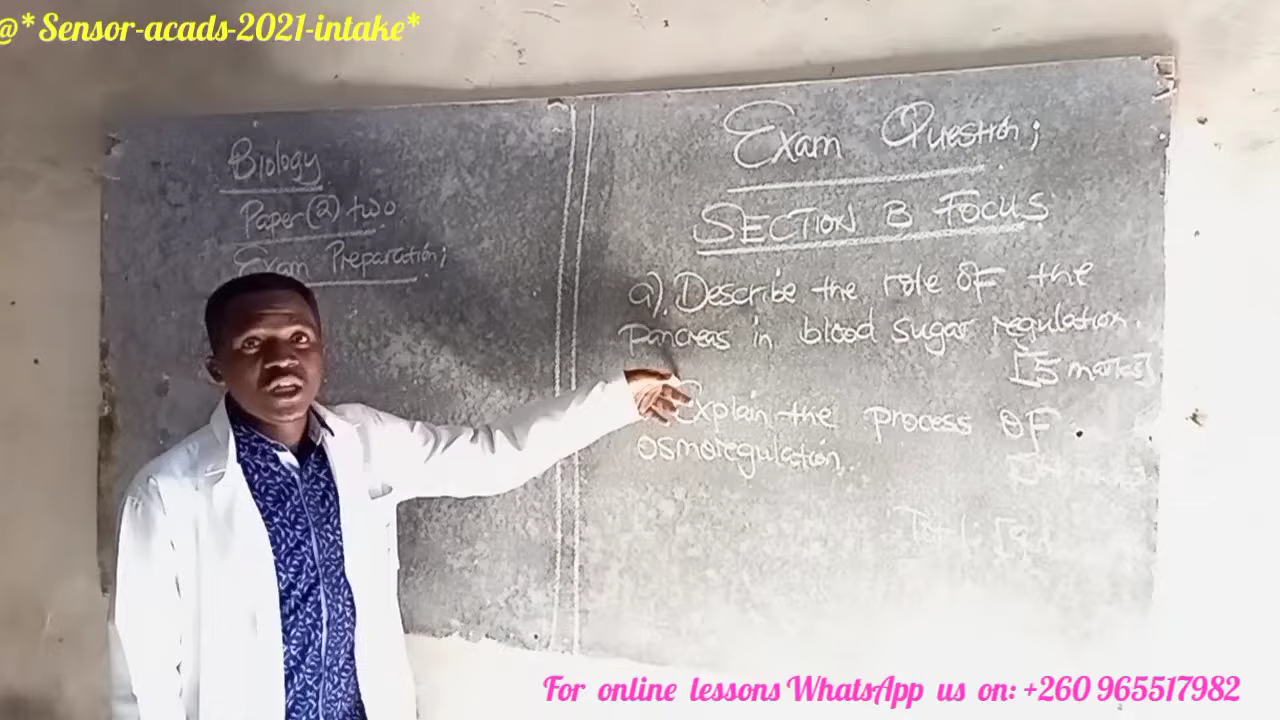 @*Sensor-acads-2021-intake*
Biology
Paper(2) two
Exam Preparation;
Exam Question;
SECTION B FOCUS
a). Describe the role of the
Pancreas in blood sugar regulation.
[5 marks]
Explain the process of
osmoregulation.
For online lessons WhatsApp us on: +260 965517982